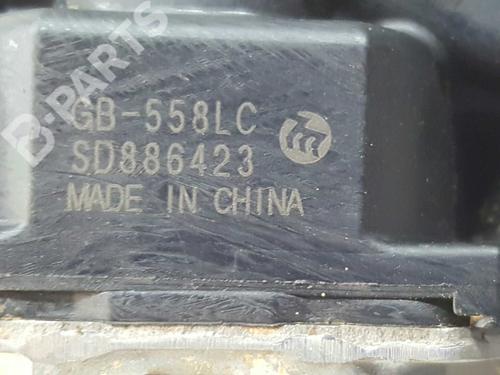 B-PARTS
GB-558LC
SD886423
MADE IN CHINA